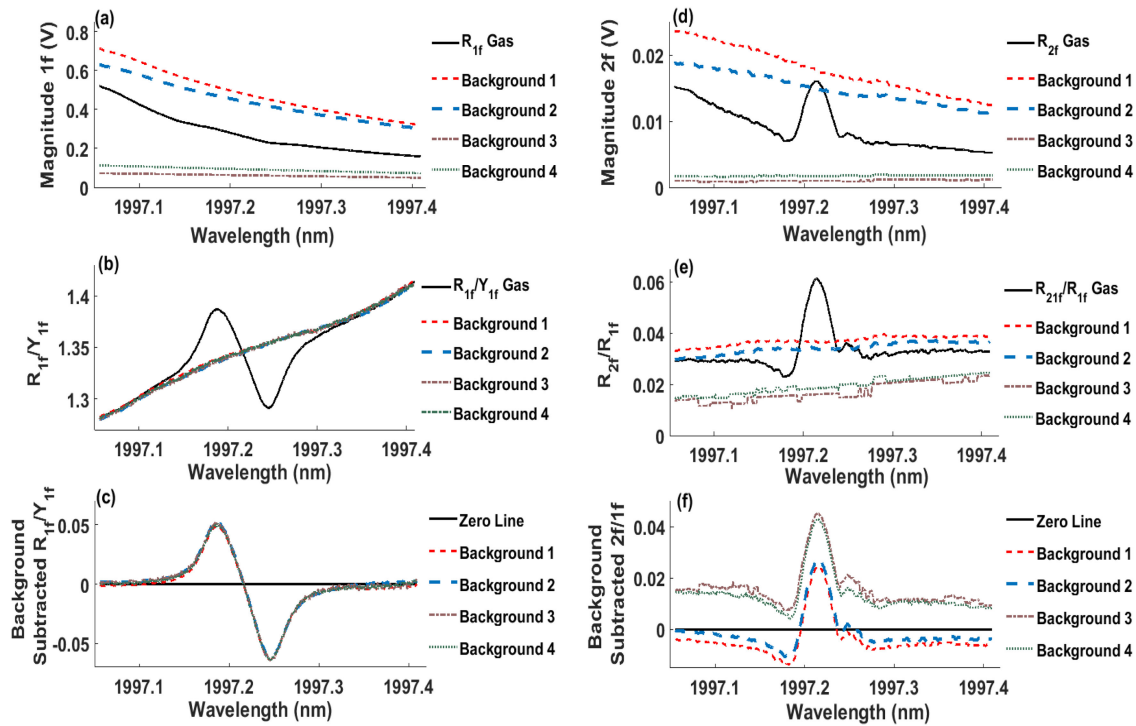 (a)
Magnitude 1f (V)
0.8
0.6
0.4
0.2
0
1997.1 1997.2 1997.3 1997.4
Wavelength (nm)
R1f Gas
Background 1
Background 2
Background 3
Background 4
(d)
Magnitude 2f (V)
0.02
0.01
0
1997.1 1997.2 1997.3 1997.4
Wavelength (nm)
R2f Gas
Background 1
Background 2
Background 3
Background 4
(b)
R1f/Y1f
1.4
1.35
1.3
1997.1 1997.2 1997.3 1997.4
Wavelength (nm)
R1f/Y1f Gas
Background 1
Background 2
Background 3
Background 4
(e)
R2f/R1f
0.06
0.04
0.02
0
1997.1 1997.2 1997.3 1997.4
Wavelength (nm)
R21f/R1f Gas
Background 1
Background 2
Background 3
Background 4
(c)
Background
Subtracted R1f/Y1f
0.05
0
-0.05
1997.1 1997.2 1997.3 1997.4
Wavelength (nm)
Zero Line
Background 1
Background 2
Background 3
Background 4
(f)
Background
Subtracted 2f/1f
0.04
0.02
0
1997.1 1997.2 1997.3 1997.4
Wavelength (nm)
Zero Line
Background 1
Background 2
Background 3
Background 4